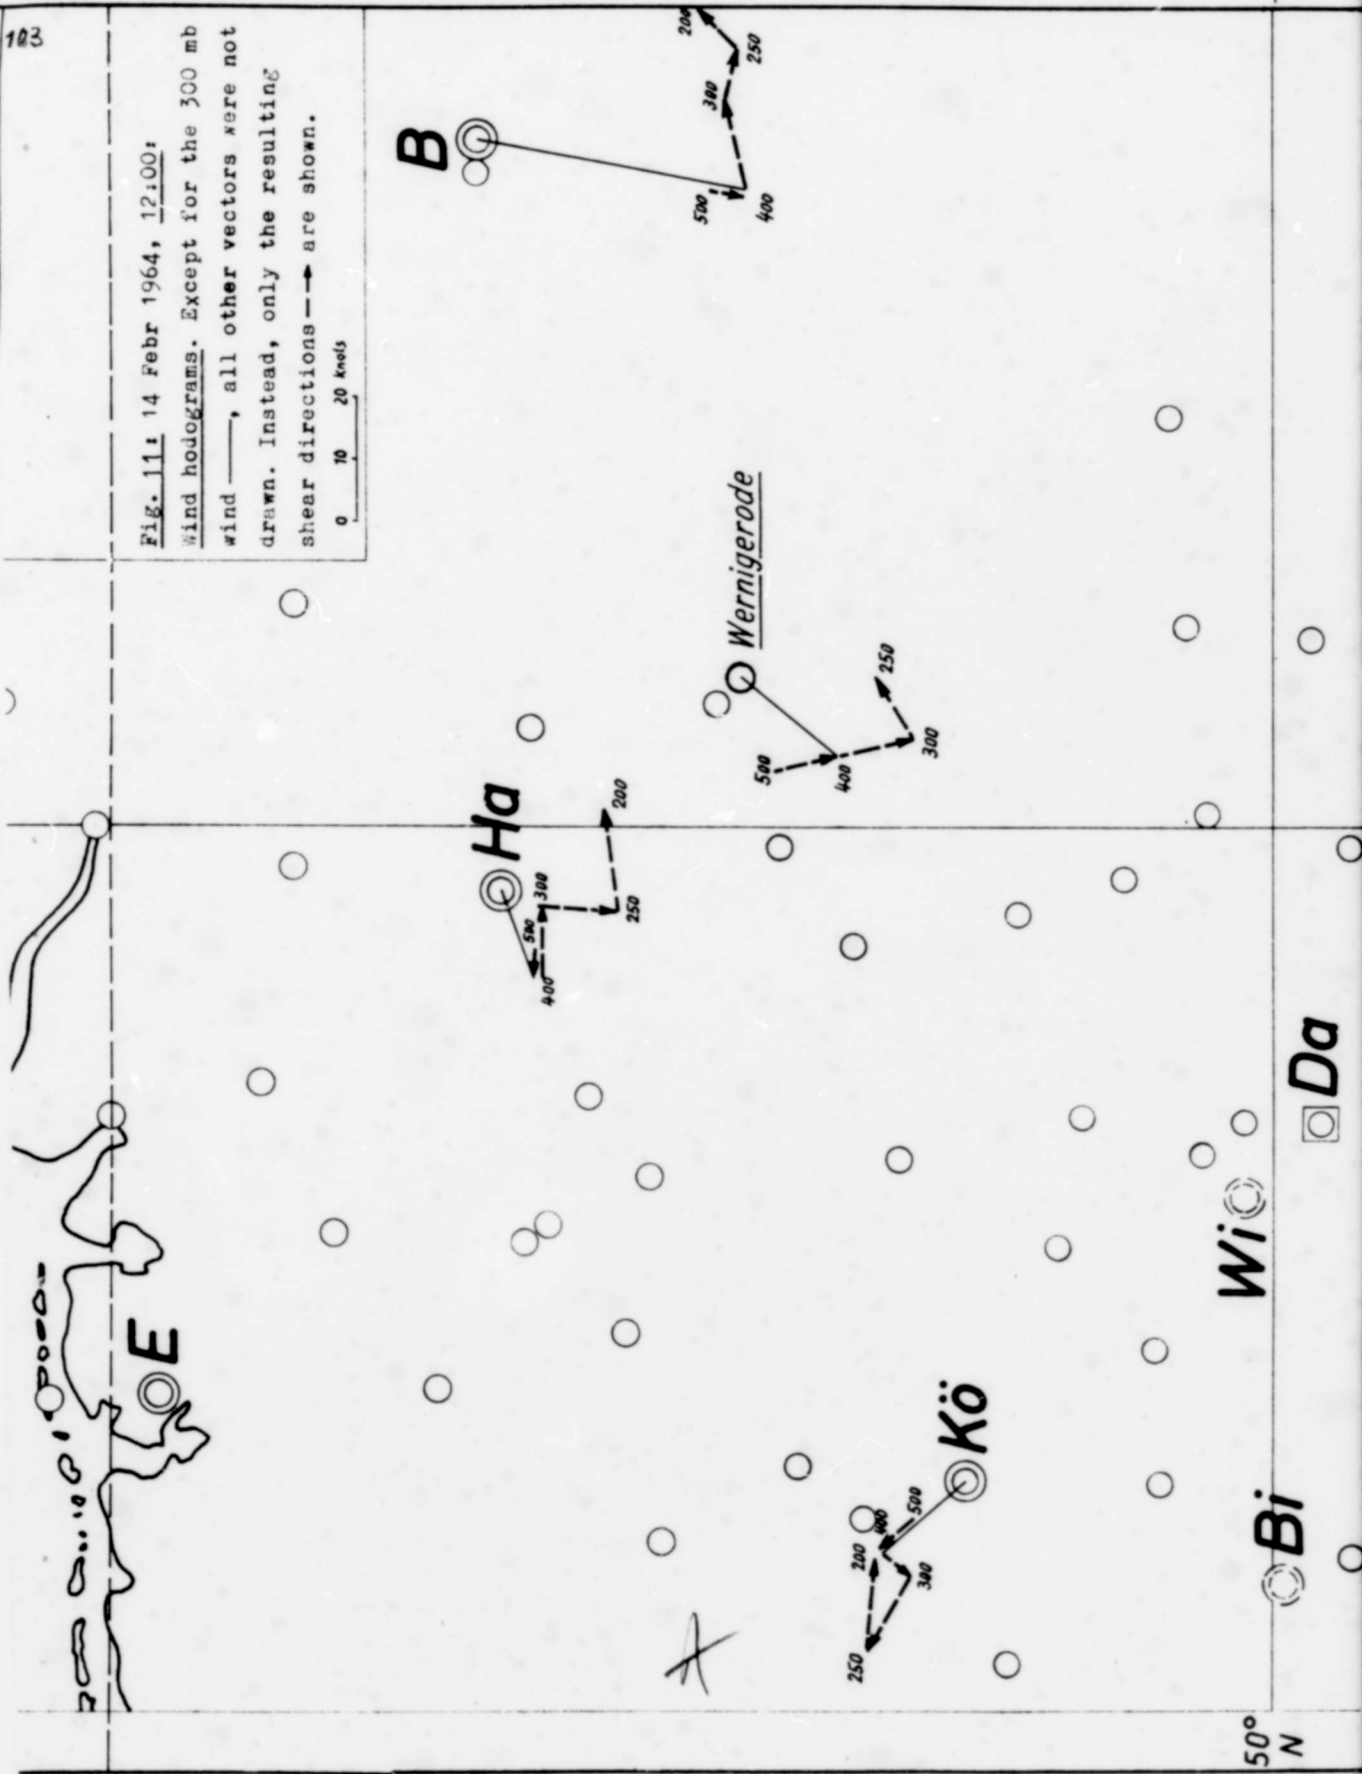 103
Fig. 11: 14 Febr 1964, 12:00:
Wind hodograms. Except for the 300 mb
wind ———, all other vectors were not
drawn. Instead, only the resulting
shear directions – –→ are shown.
0 10 20 knots
B
500
400
300
250
200
Wernigerode
500
400
300
250
Ha
500
400
300
250
200
E
Kö
500
400
300
250
200
Wi
Da
Bi
50°
N